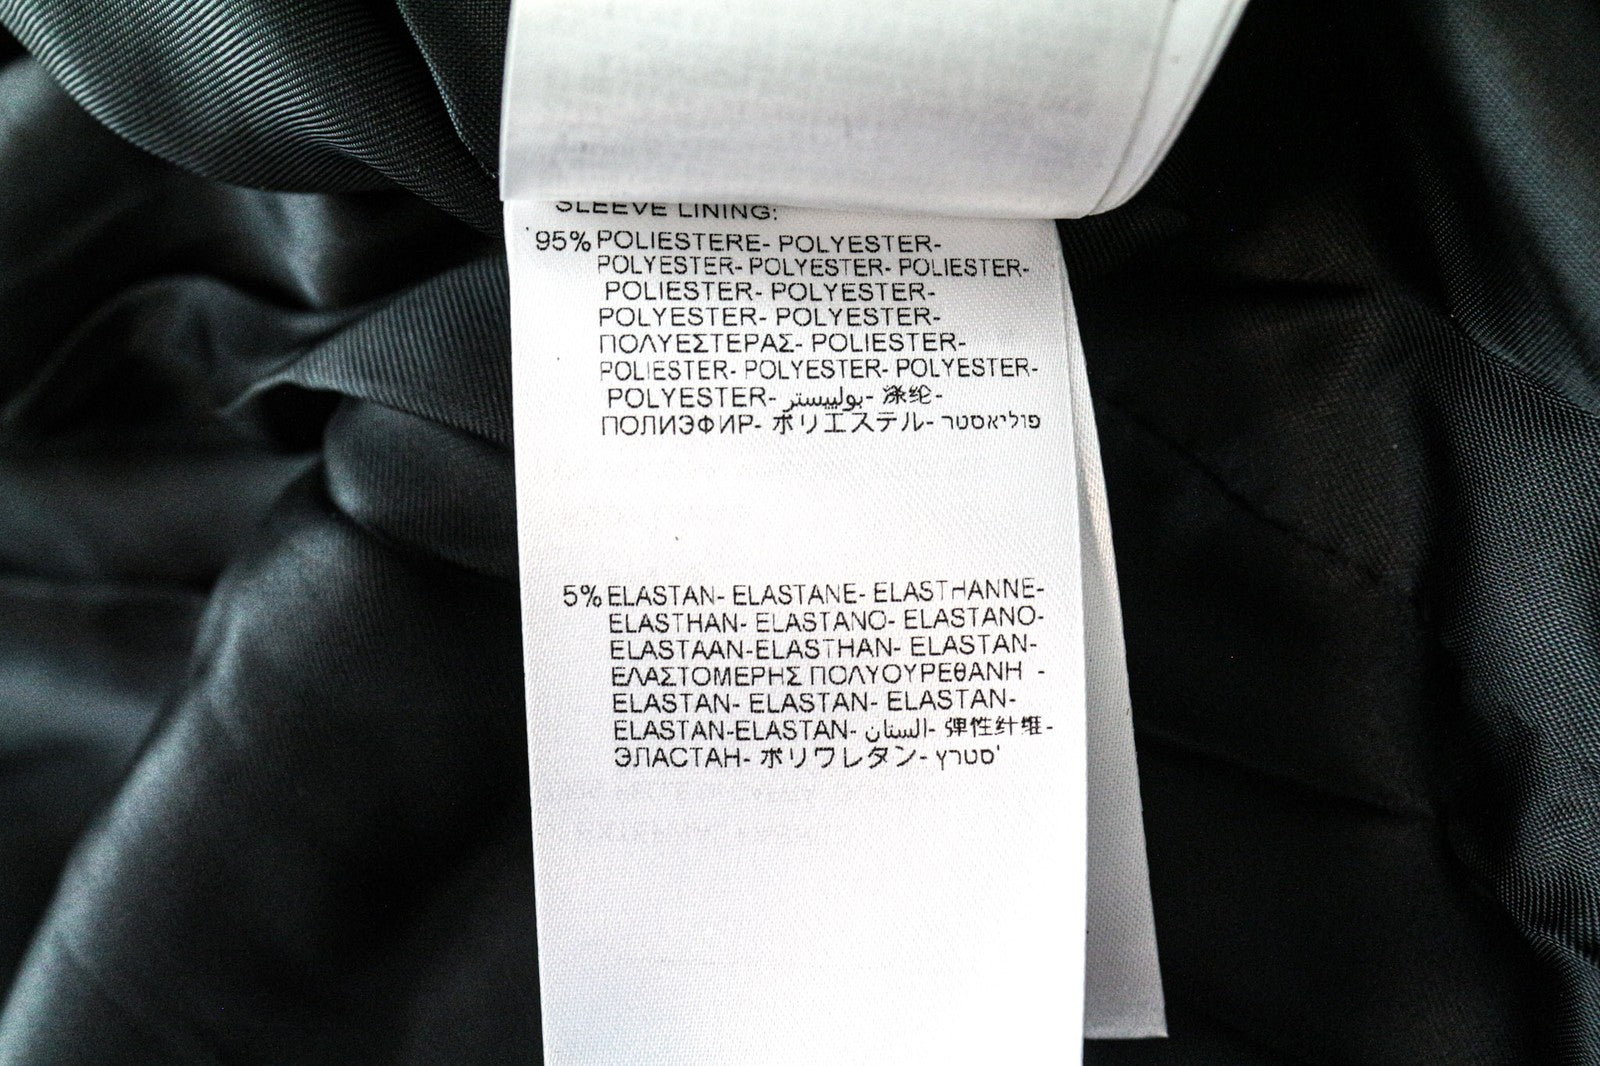 SLEEVE LINING:
95% POLIESTERE- POLYESTER-
POLYESTER- POLYESTER- POLIESTER-
POLIESTER- POLYESTER-
POLYESTER- POLYESTER-
ΠΟΛΥΕΣΤΕΡΑΣ- POLIESTER-
POLIESTER- POLYESTER- POLYESTER-
POLYESTER- بولييستر- 涤纶-
ПОЛИЭФИР- ポリエステル- פוליאסטר
5% ELASTAN- ELASTANE- ELASTHANNE-
ELASTHAN- ELASTANO- ELASTANO-
ELASTAAN-ELASTHAN- ELASTAN-
ΕΛΑΣΤΟΜΕΡΗΣ ΠΟΛΥΟΥΡΕΘΑΝΗ -
ELASTAN- ELASTAN- ELASTAN-
ELASTAN-ELASTAN- السنان- 弹性纤维-
ЭЛАСТАН- ポリワレタン- סטרץ'